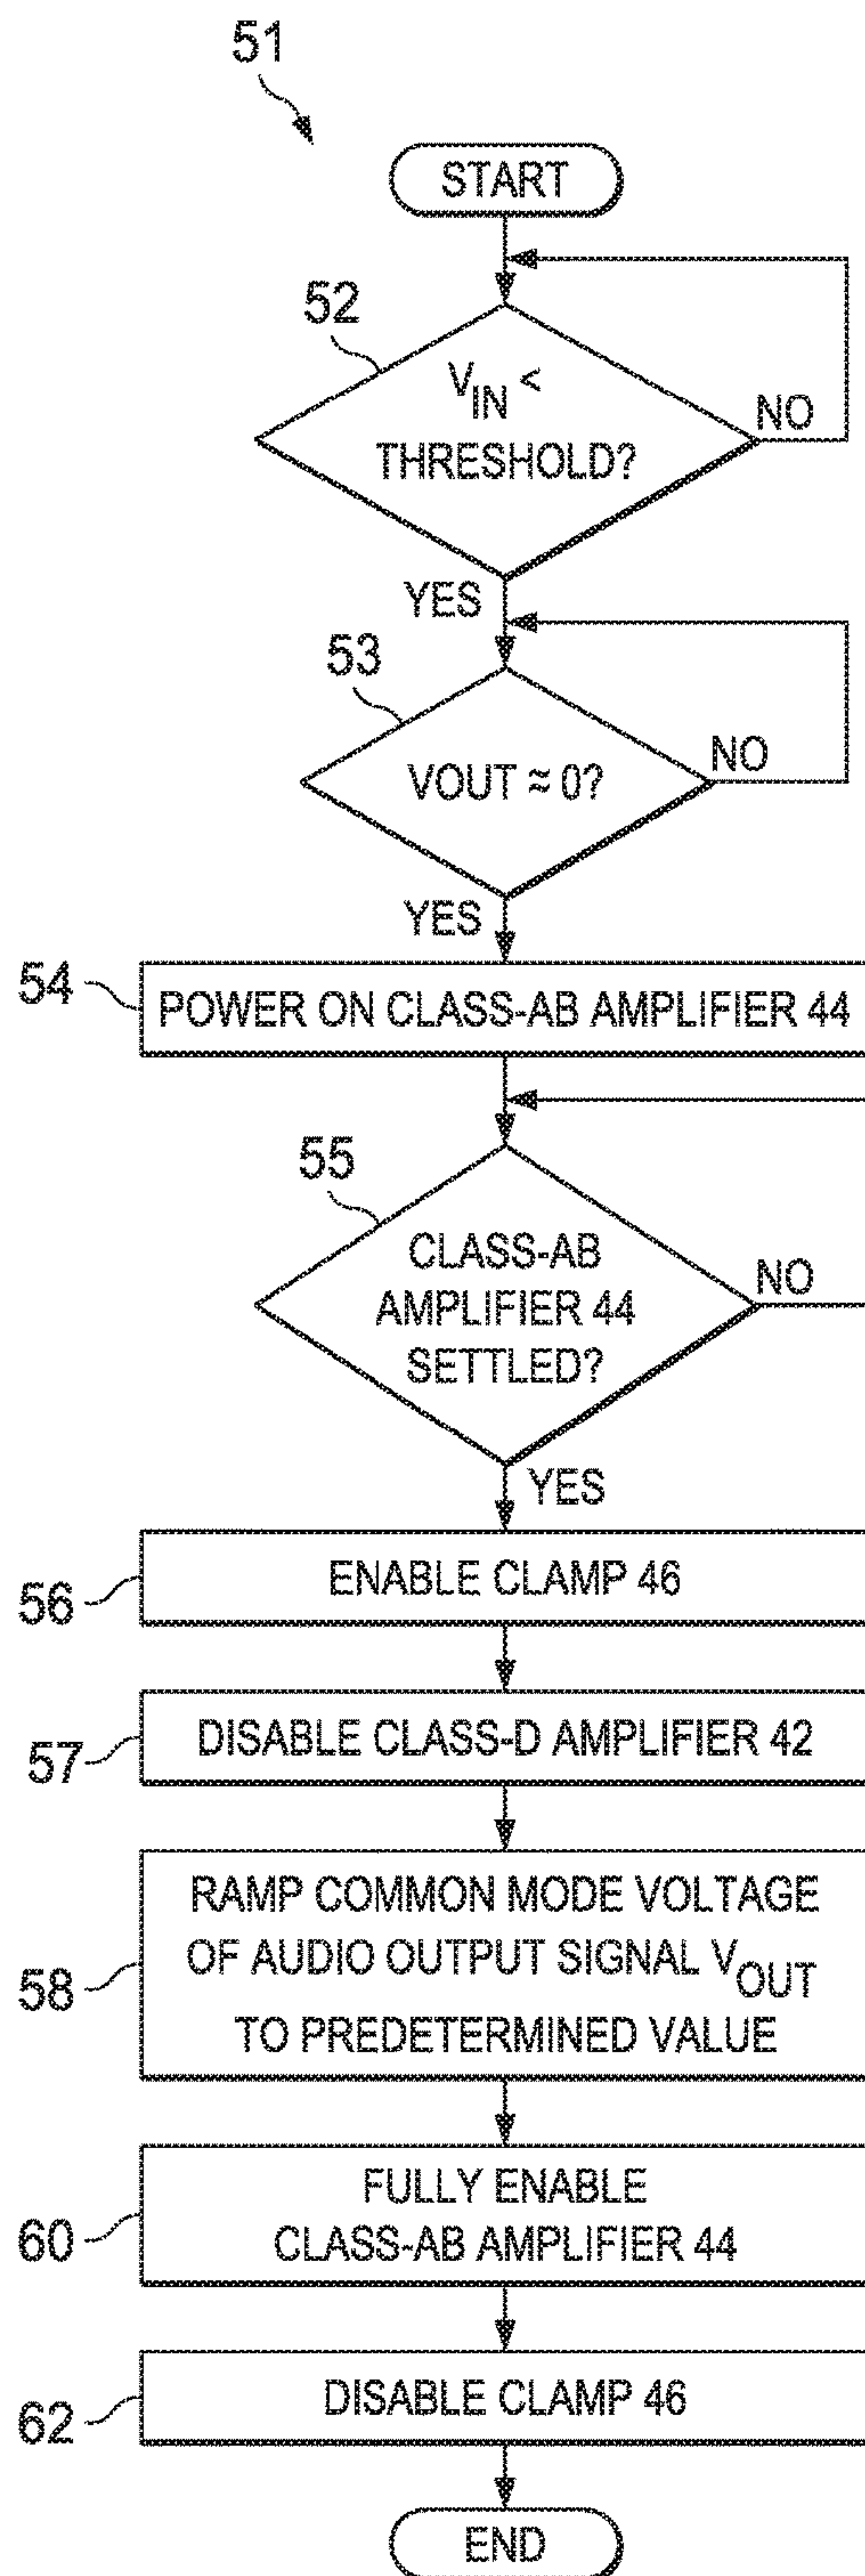 51
START
52
V_IN <
THRESHOLD?
NO
YES
53
VOUT ≈ 0?
NO
YES
54
POWER ON CLASS-AB AMPLIFIER 44
55
CLASS-AB
AMPLIFIER 44
SETTLED?
NO
YES
56
ENABLE CLAMP 46
57
DISABLE CLASS-D AMPLIFIER 42
58
RAMP COMMON MODE VOLTAGE
OF AUDIO OUTPUT SIGNAL V_OUT
TO PREDETERMINED VALUE
60
FULLY ENABLE
CLASS-AB AMPLIFIER 44
62
DISABLE CLAMP 46
END